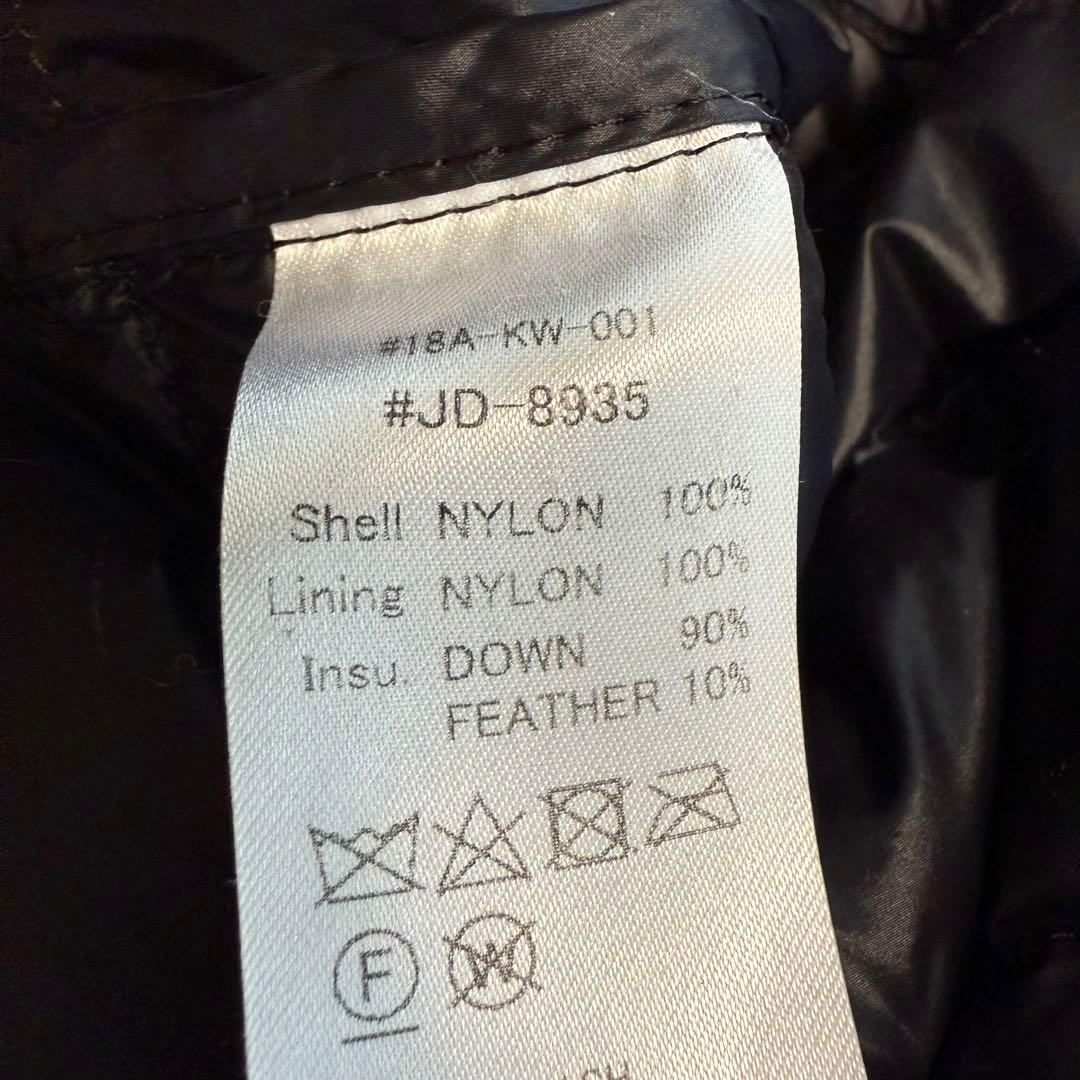 #18A-KW-001
#JD-8935
Shell NYLON 100%
Lining NYLON 100%
Insu. DOWN 90%
FEATHER 10%
F
W